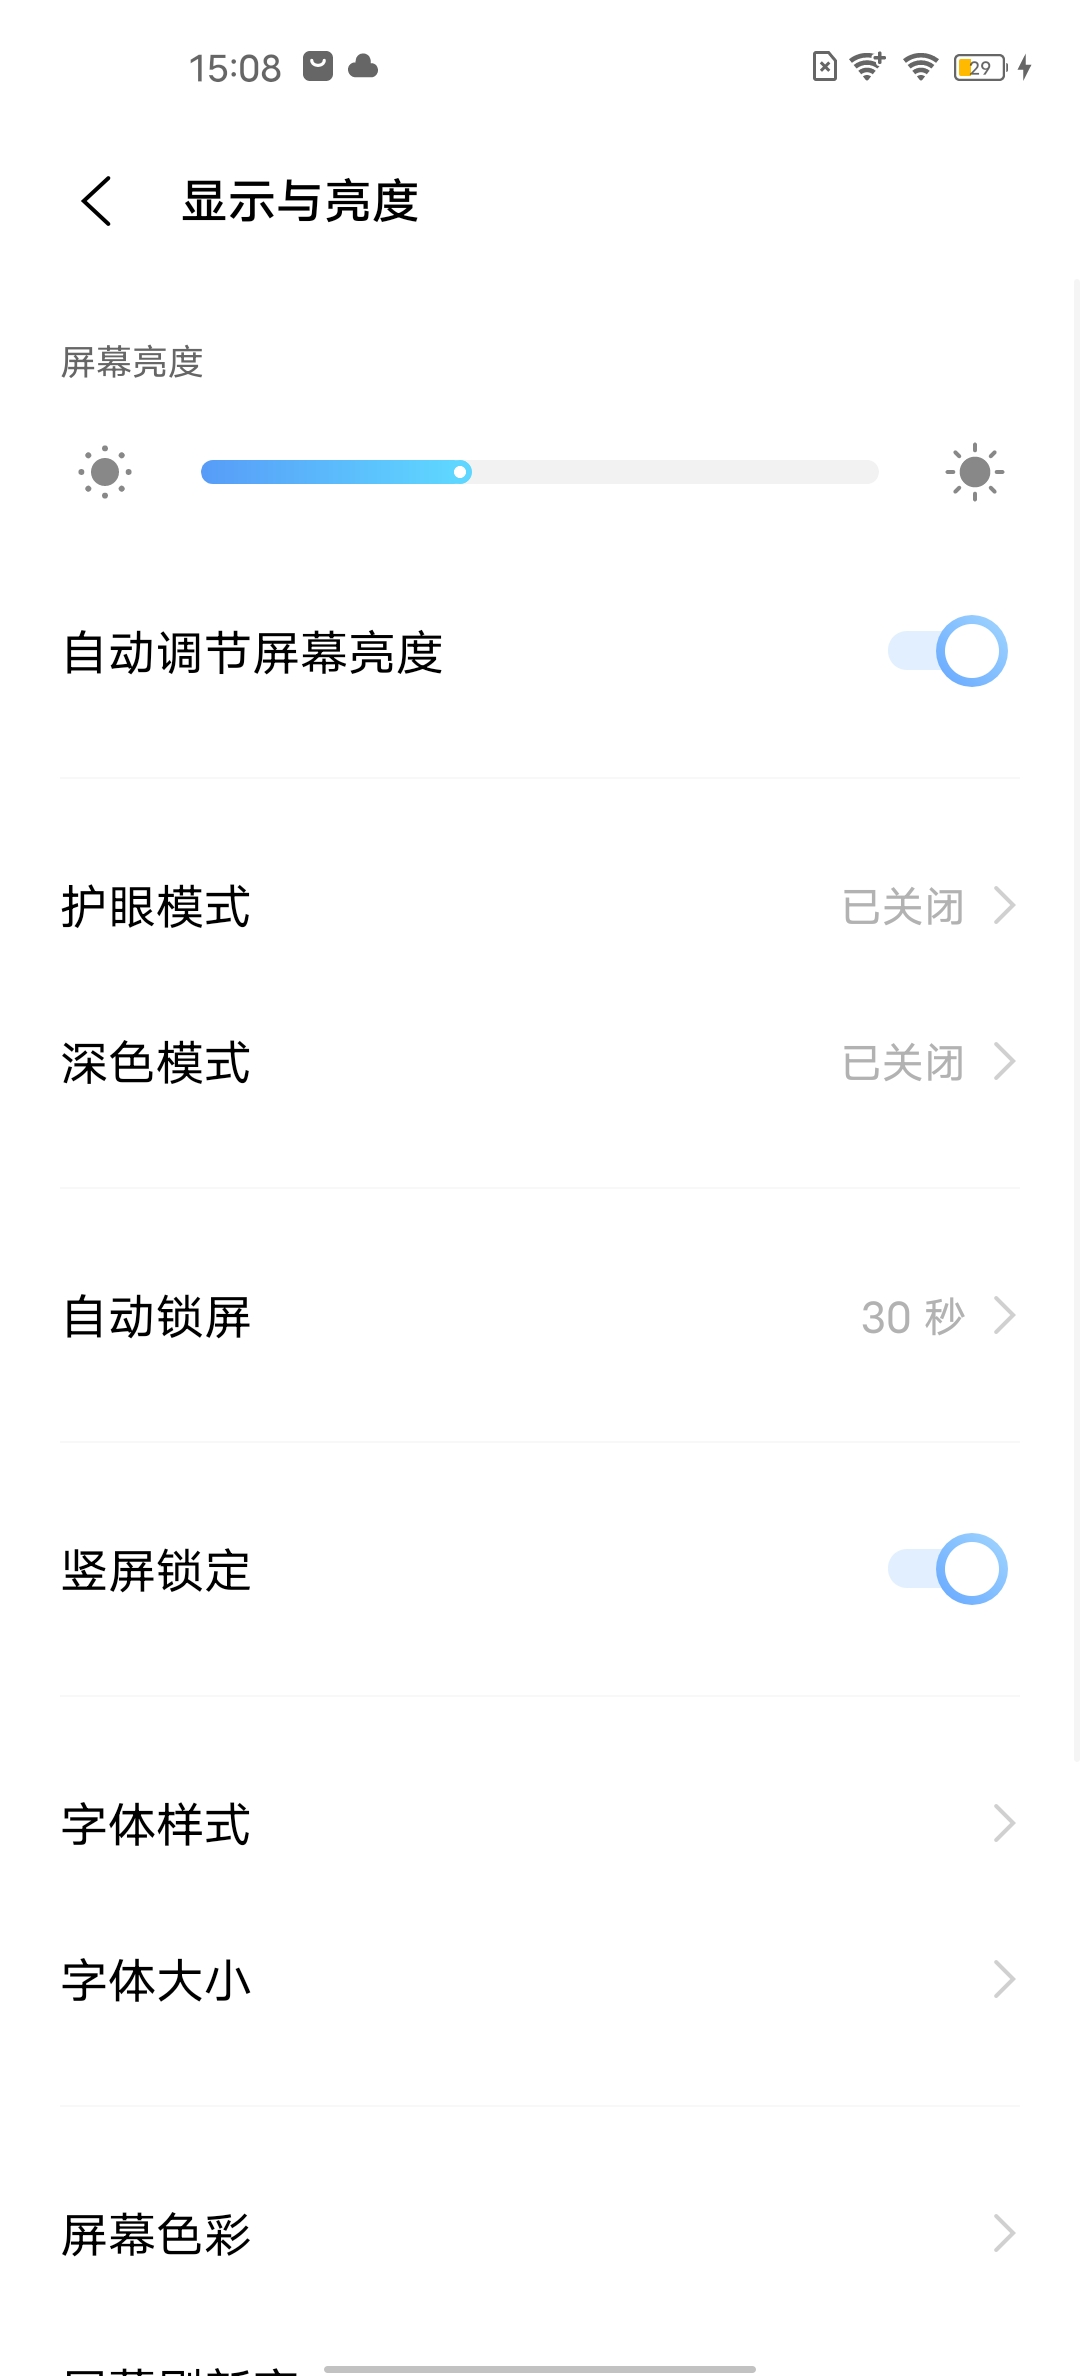 15:08
29
显示与亮度
屏幕亮度
自动调节屏幕亮度
护眼模式 已关闭
深色模式 已关闭
自动锁屏 30 秒
竖屏锁定
字体样式
字体大小
屏幕色彩